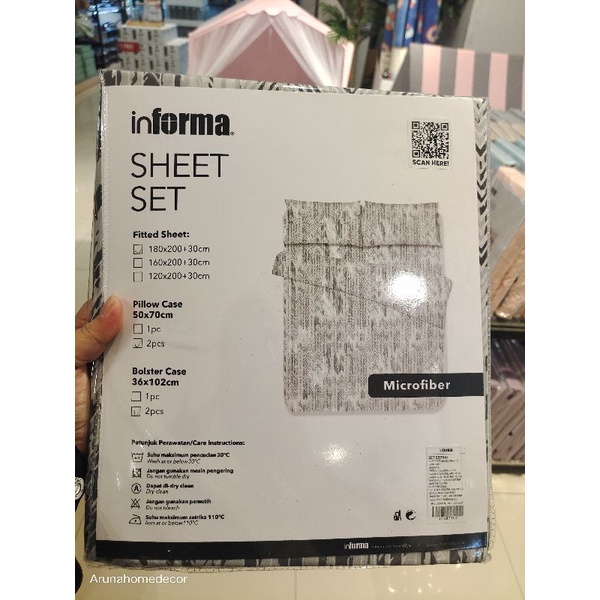 informa
SCAN HERE!
SHEET
SET
Fitted Sheet:
180x200+30cm
160x200+30cm
120x200+30cm
Pillow Case
50x70cm
1pc
2pcs
Bolster Case
36x102cm
1pc
2pcs
Microfiber
Petunjuk Perawatan/Care Instructions:
Suhu maksimum pencucian 30°C
Wash at or below 30°C
Jangan gunakan mesin pengering
Do not tumble dry
Dapat di-dry clean
Dry clean
Jangan gunakan pemutih
Do not bleach
Suhu maksimum setrika 110°C
Iron at or below 110°C
informa
informa
Arunahomedecor